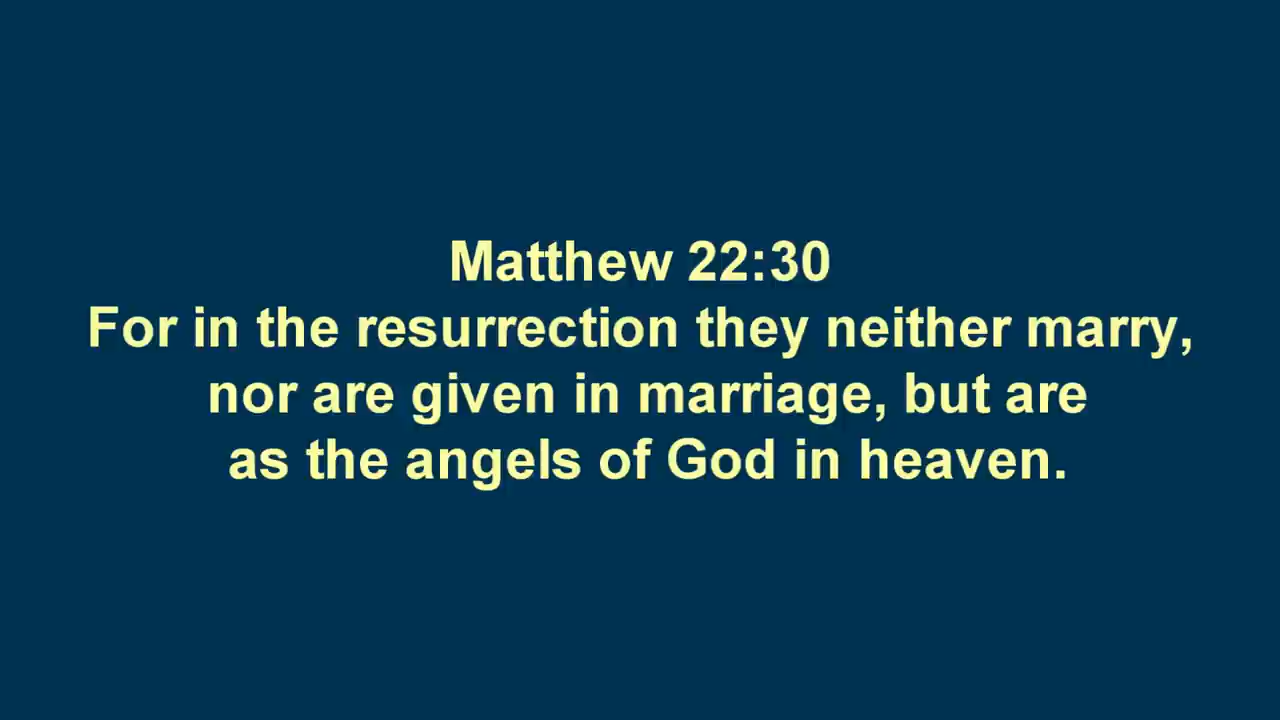 Matthew 22:30
For in the resurrection they neither marry,
nor are given in marriage, but are
as the angels of God in heaven.